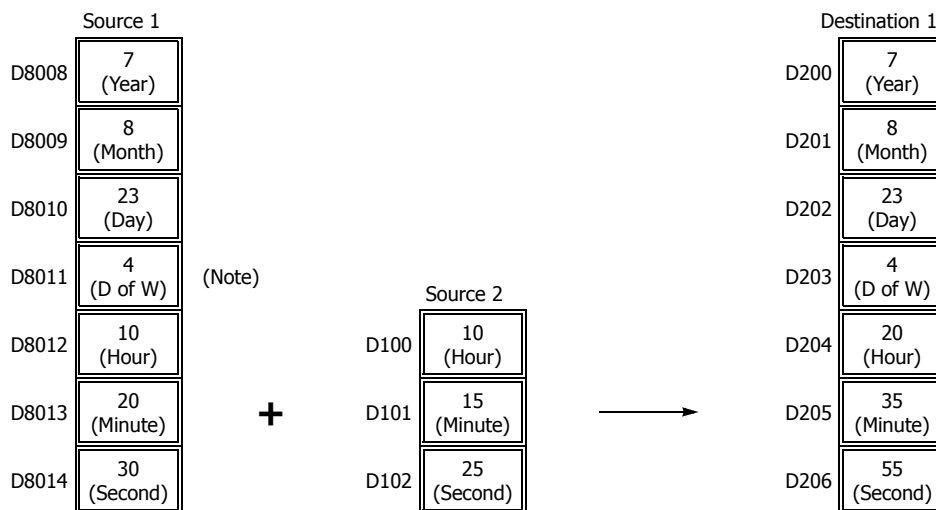 Source 1
D8008
7
(Year)
D8009
8
(Month)
D8010
23
(Day)
D8011
4
(D of W)
(Note)
D8012
10
(Hour)
D8013
20
(Minute)
D8014
30
(Second)
+
Source 2
D100
10
(Hour)
D101
15
(Minute)
D102
25
(Second)
Destination 1
D200
7
(Year)
D201
8
(Month)
D202
23
(Day)
D203
4
(D of W)
D204
20
(Hour)
D205
35
(Minute)
D206
55
(Second)